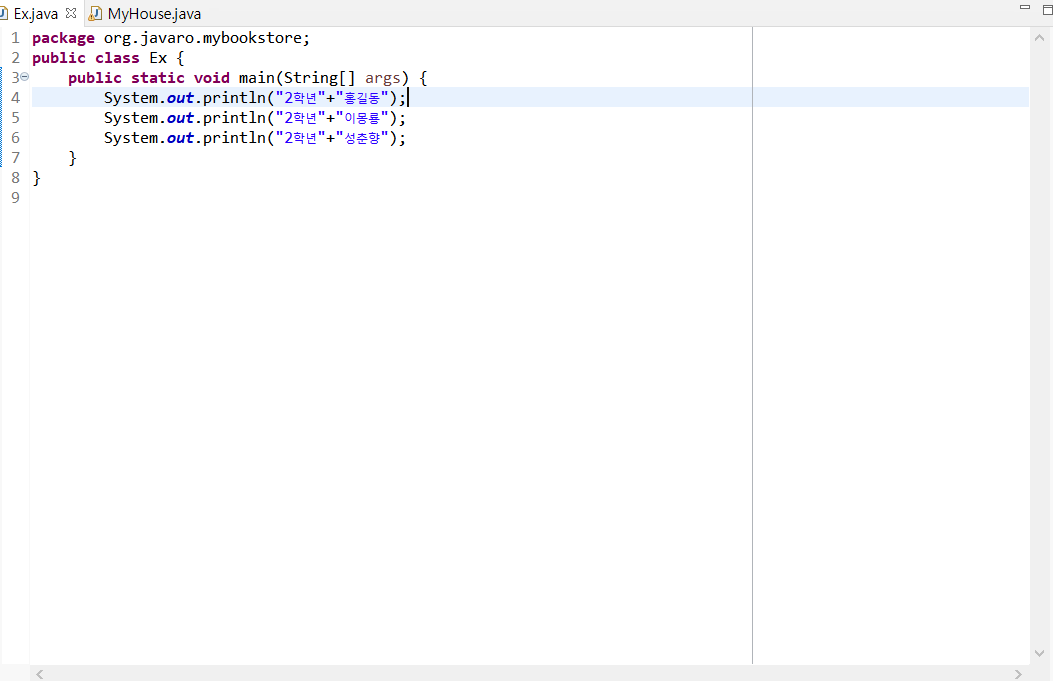 Ex.java MyHouse.java
1 package org.javaro.mybookstore;
2 public class Ex {
3 public static void main(String[] args) {
4 System.out.println("2학년"+"홍길동");
5 System.out.println("2학년"+"이몽룡");
6 System.out.println("2학년"+"성춘향");
7 }
8 }
9